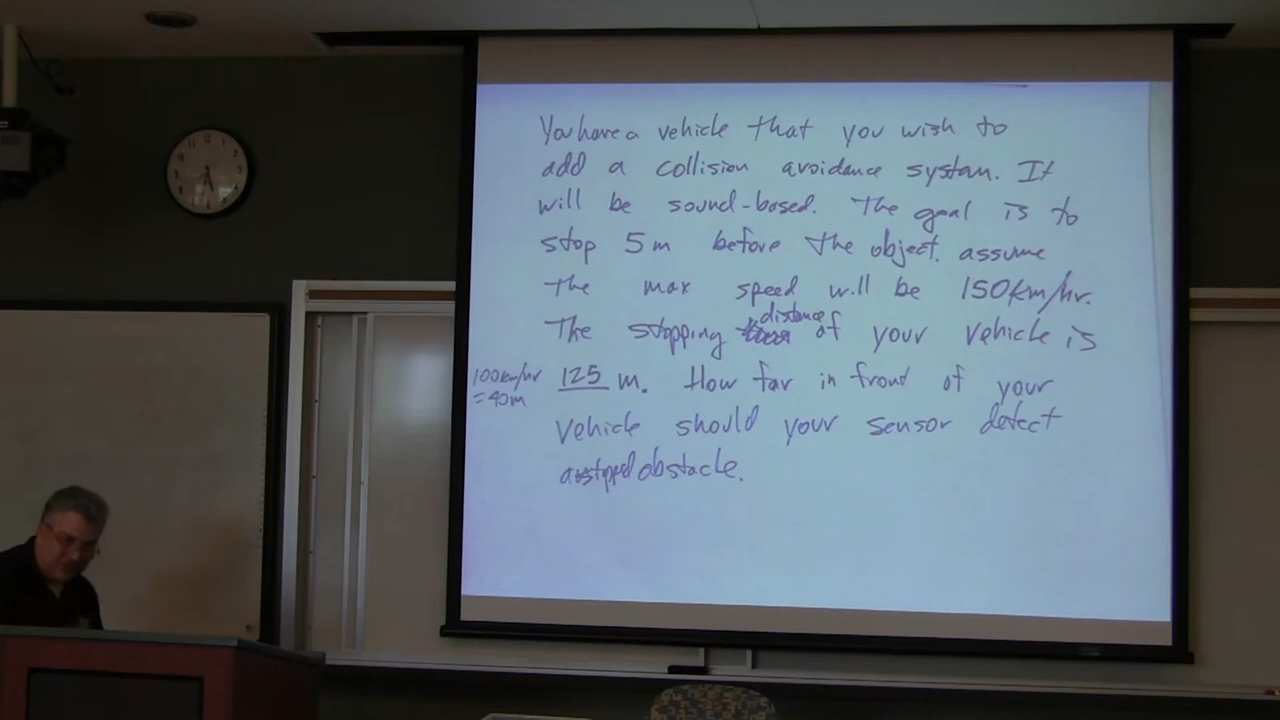 You have a vehicle that you wish to
add a collision avoidance system. It
will be sound-based. The goal is to
stop 5m before the object. assume
the max speed will be 150km/hr.
The stopping distance of your vehicle is
100km/hr
= 40m
125 m. How far in front of your
vehicle should your sensor detect
obstacle.